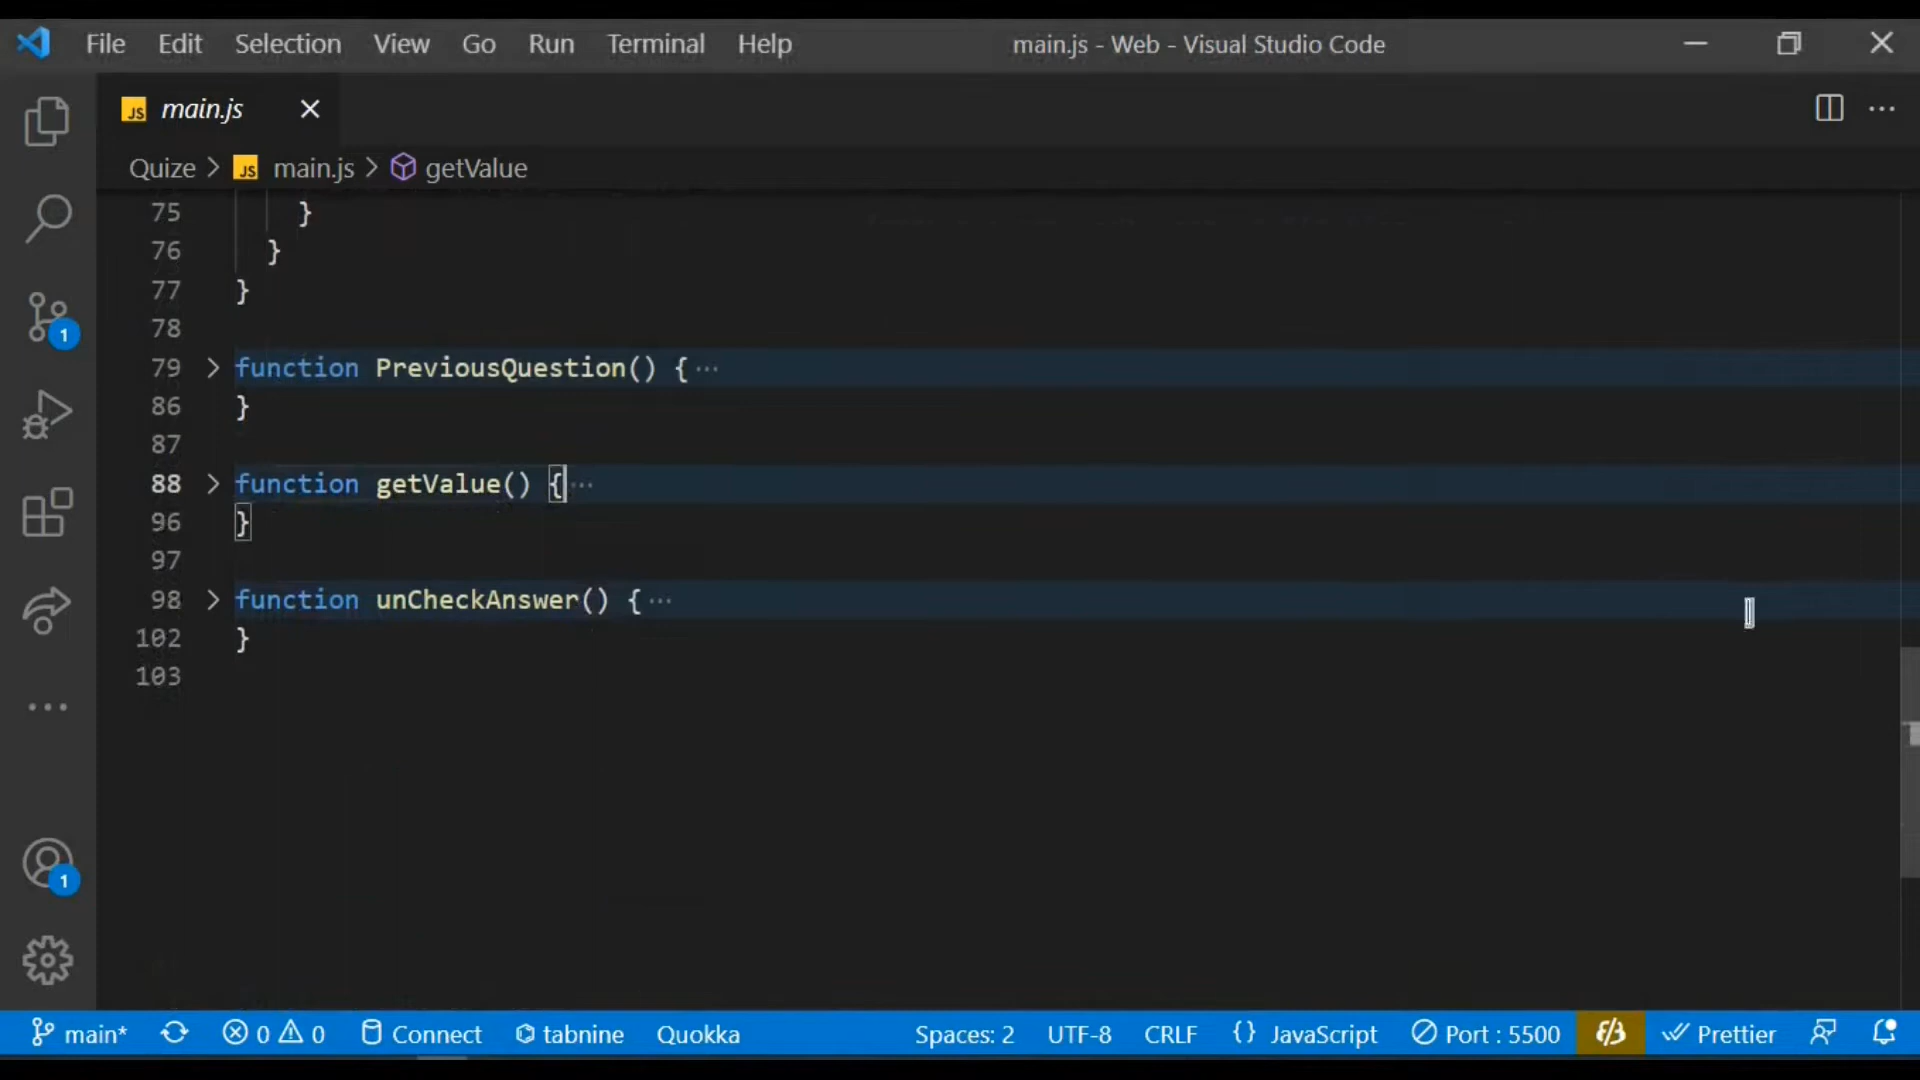 File Edit Selection View Go Run Terminal Help main.js - Web - Visual Studio Code
JS main.js
Quize > JS main.js > getValue
75 }
76 }
77 }
78
79 function PreviousQuestion() { ···
86 }
87
88 function getValue() { ···
96 }
97
98 function unCheckAnswer() { ···
102 }
103
1
1
main* 0 0 Connect tabnine Quokka Spaces: 2 UTF-8 CRLF {} JavaScript Port : 5500 Prettier